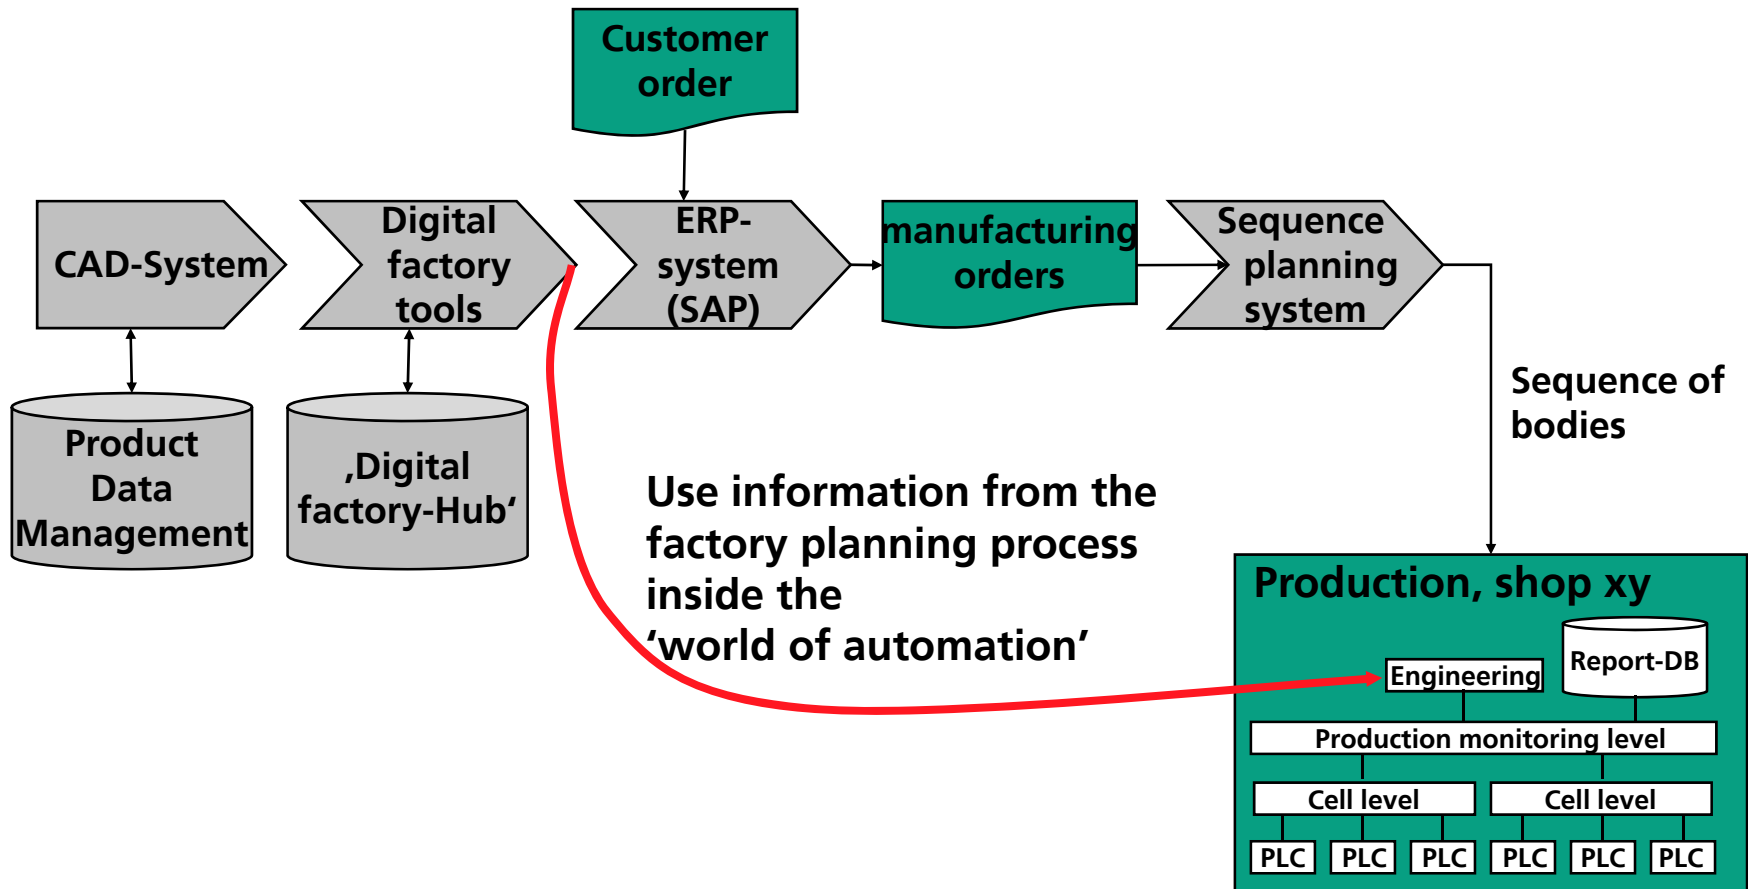 Customer
order
CAD-System
Digital
factory
tools
ERP-
system
(SAP)
manufacturing
orders
Sequence
planning
system
Product
Data
Management
‚Digital
factory-Hub‘
Sequence of
bodies
Use information from the
factory planning process
inside the
‘world of automation’
Production, shop xy
Report-DB
Engineering
Production monitoring level
Cell level
Cell level
PLC
PLC
PLC
PLC
PLC
PLC